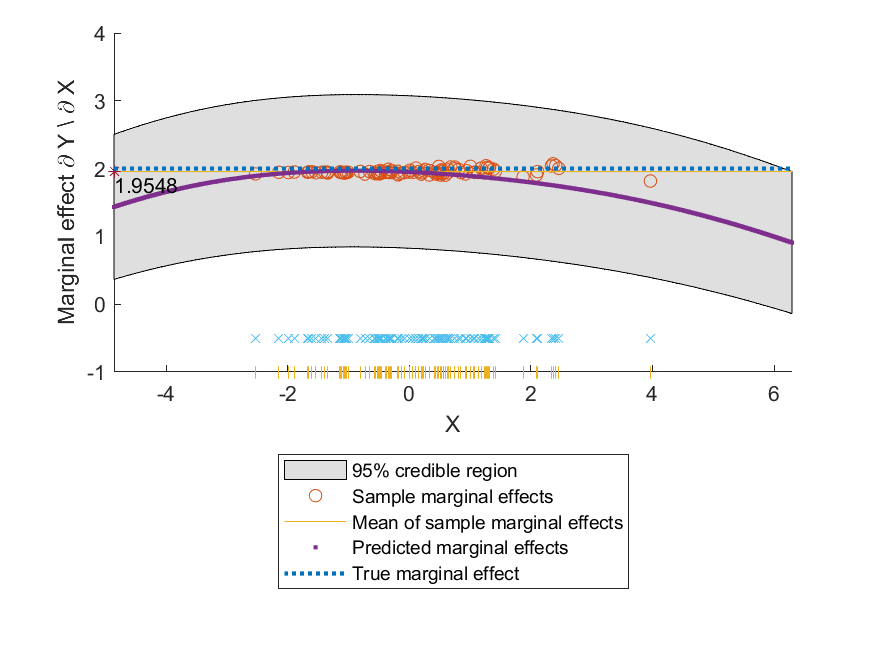 4
3
2
1
0
-1
1.9548
Marginal effect ∂ Y \ ∂ X
-4
-2
0
2
4
6
X
95% credible region
Sample marginal effects
Mean of sample marginal effects
Predicted marginal effects
True marginal effect